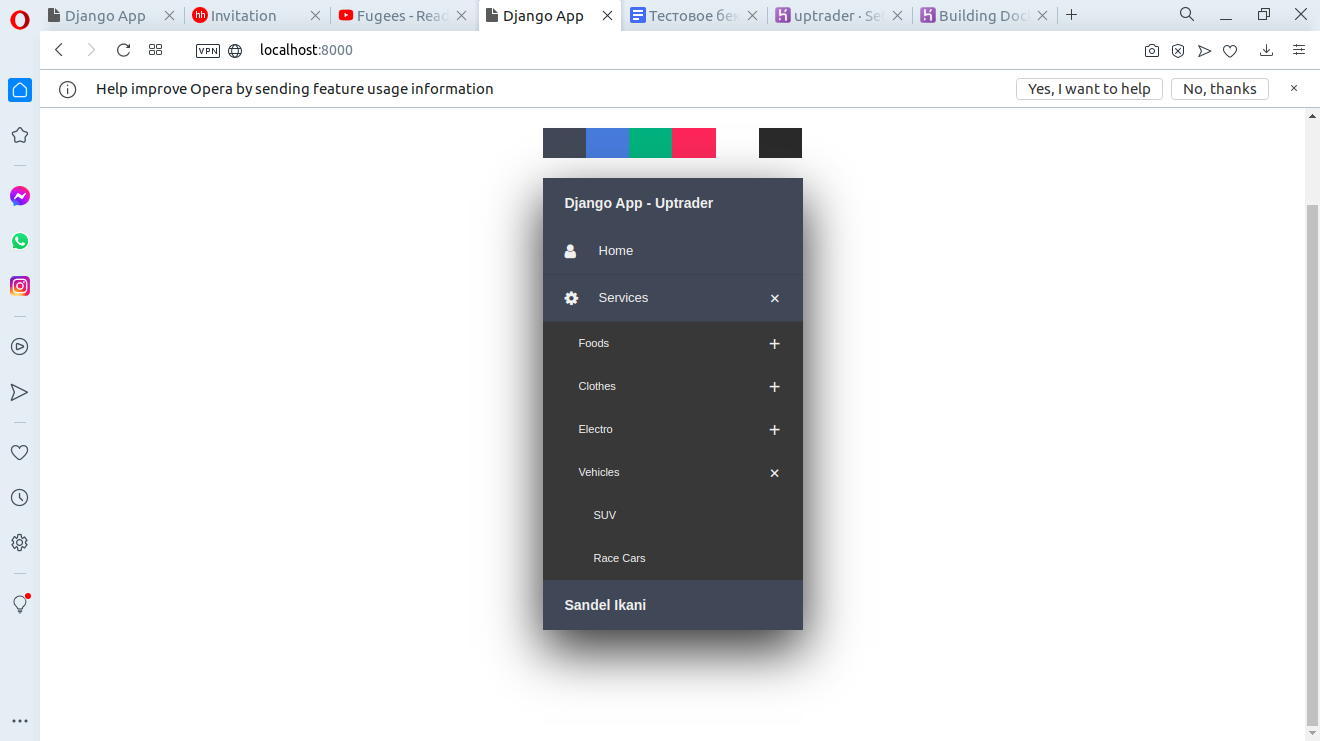 Django App
Invitation
Fugees - Read
Django App
Тестовое бек
uptrader · Set
Building Doc
VPN
localhost:8000
Help improve Opera by sending feature usage information
Yes, I want to help
No, thanks
Django App - Uptrader
Home
Services
Foods
Clothes
Electro
Vehicles
SUV
Race Cars
Sandel Ikani